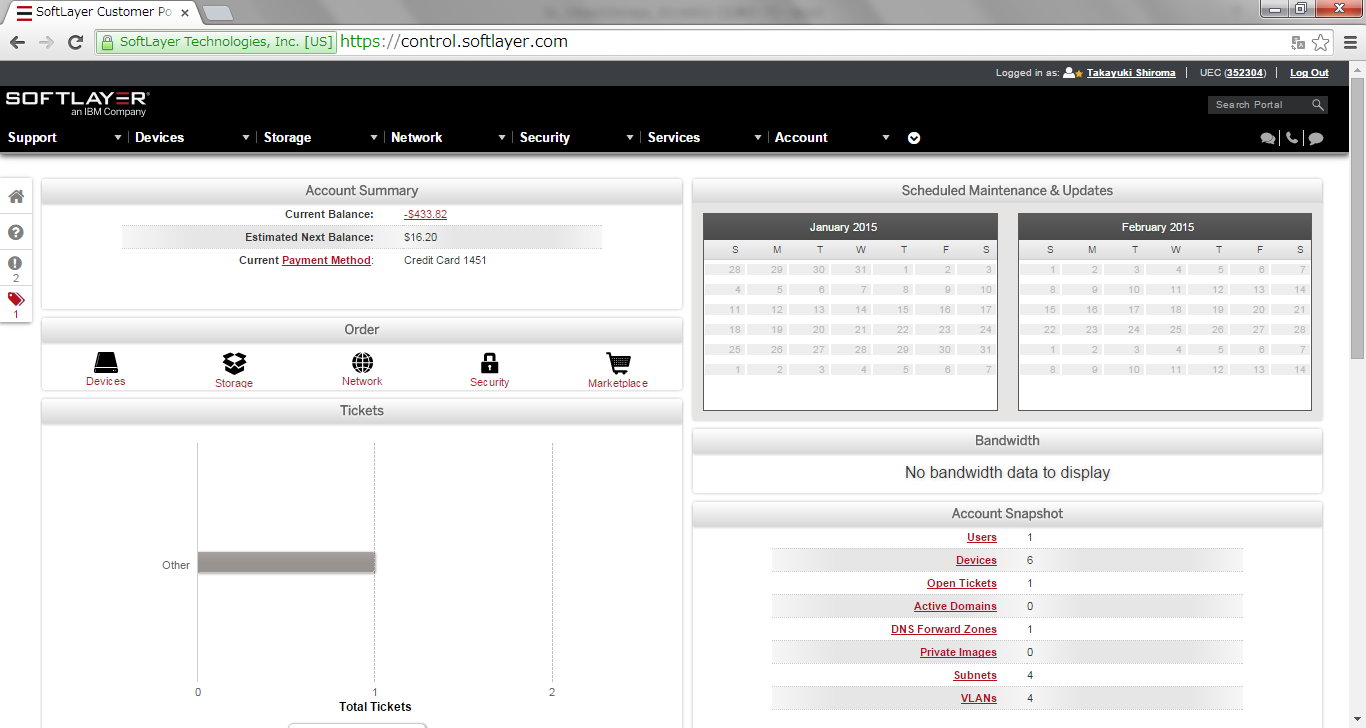 SoftLayer Customer Po
SoftLayer Technologies, Inc. [US] https://control.softlayer.com
Logged in as: Takayuki Shiroma | UEC (352304) | Log Out
SOFTLAYER®
an IBM Company
Search Portal
Support Devices Storage Network Security Services Account
2
1
Account Summary
Current Balance: -$433.82
Estimated Next Balance: $16.20
Current Payment Method: Credit Card 1451
Order
Devices Storage Network Security Marketplace
Tickets
Other
0 1 2
Total Tickets
Scheduled Maintenance & Updates
January 2015
S M T W T F S
28 29 30 31 1 2 3
4 5 6 7 8 9 10
11 12 13 14 15 16 17
18 19 20 21 22 23 24
25 26 27 28 29 30 31
1 2 3 4 5 6 7
February 2015
S M T W T F S
1 2 3 4 5 6 7
8 9 10 11 12 13 14
15 16 17 18 19 20 21
22 23 24 25 26 27 28
1 2 3 4 5 6 7
8 9 10 11 12 13 14
Bandwidth
No bandwidth data to display
Account Snapshot
Users 1
Devices 6
Open Tickets 1
Active Domains 0
DNS Forward Zones 1
Private Images 0
Subnets 4
VLANs 4